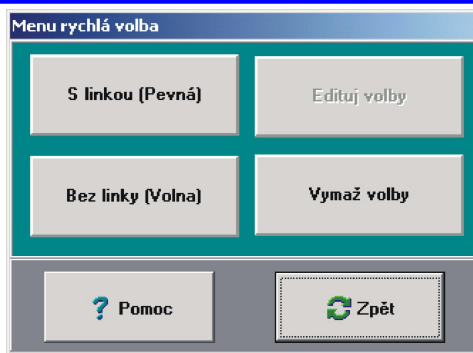 Menu rychlá volba
S linkou (Pevná)
Edituj volby
Bez linky (Volna)
Vymaž volby
? Pomoc
Zpět